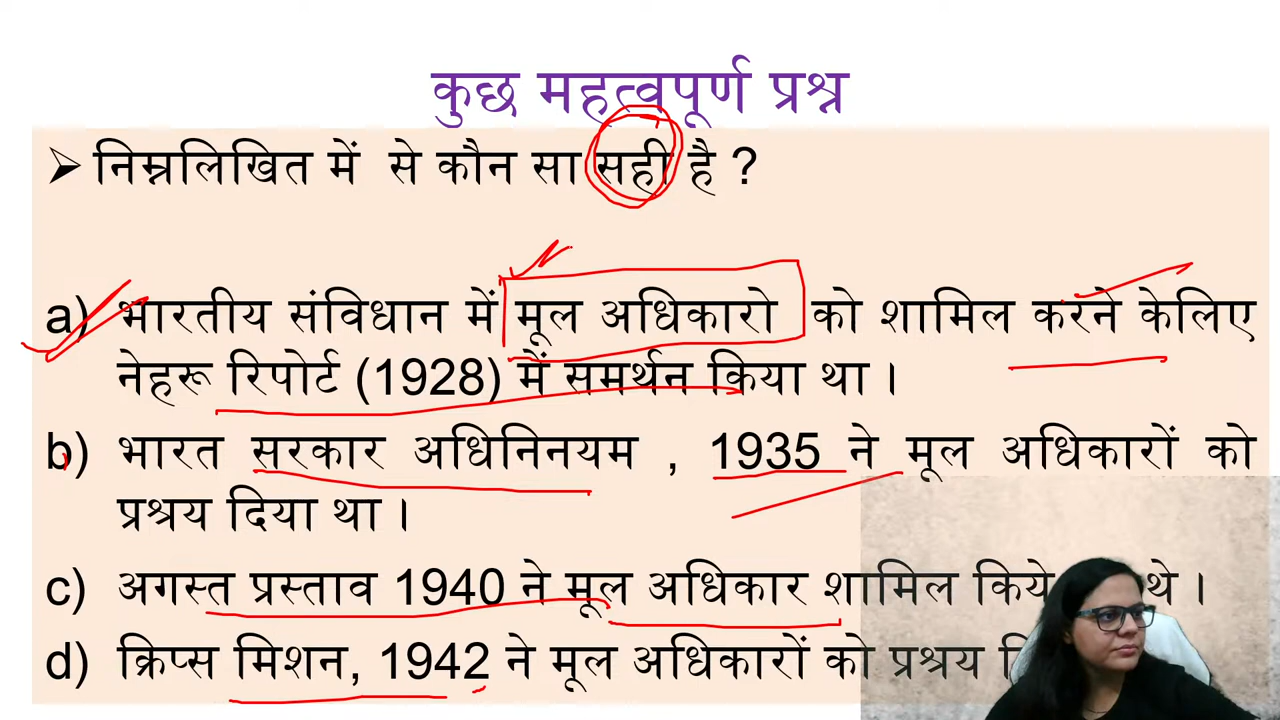 कुछ महत्वपूर्ण प्रश्न
➢ निम्नलिखित में से कौन सा सही है ?
a) भारतीय संविधान में मूल अधिकारो को शामिल करने केलिए
नेहरू रिपोर्ट (1928) में समर्थन किया था ।
b) भारत सरकार अधिनिनयम , 1935 ने मूल अधिकारों को
प्रश्रय दिया था ।
c) अगस्त प्रस्ताव 1940 ने मूल अधिकार शामिल किये थे ।
d) क्रिप्स मिशन, 1942 ने मूल अधिकारों को प्रश्रय